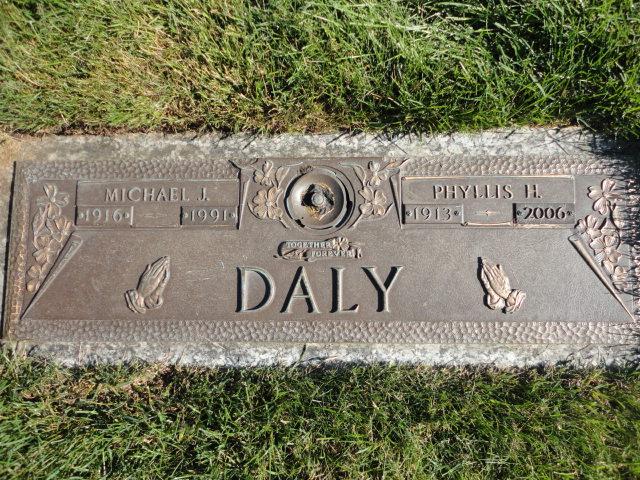 MICHAEL J.
1916 1991
PHYLLIS H.
1913 2006
TOGETHER
FOREVER
DALY